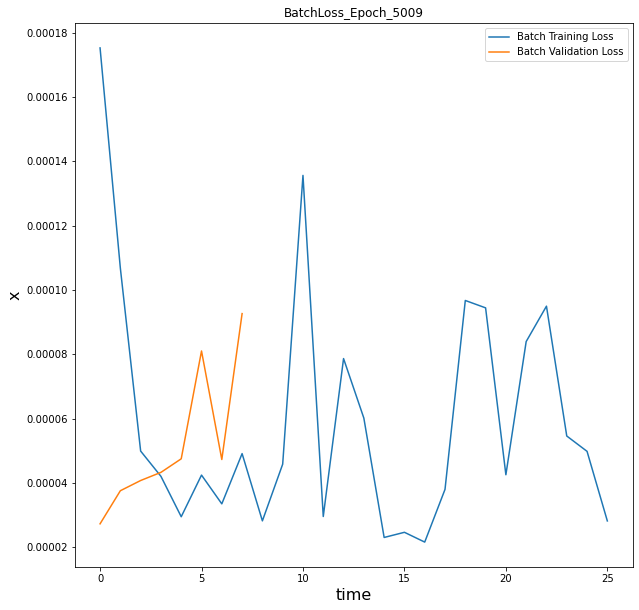 BatchLoss_Epoch_5009
Batch Training Loss
Batch Validation Loss
0.00018
0.00016
0.00014
0.00012
0.00010
0.00008
0.00006
0.00004
0.00002
x
0 5 10 15 20 25
time